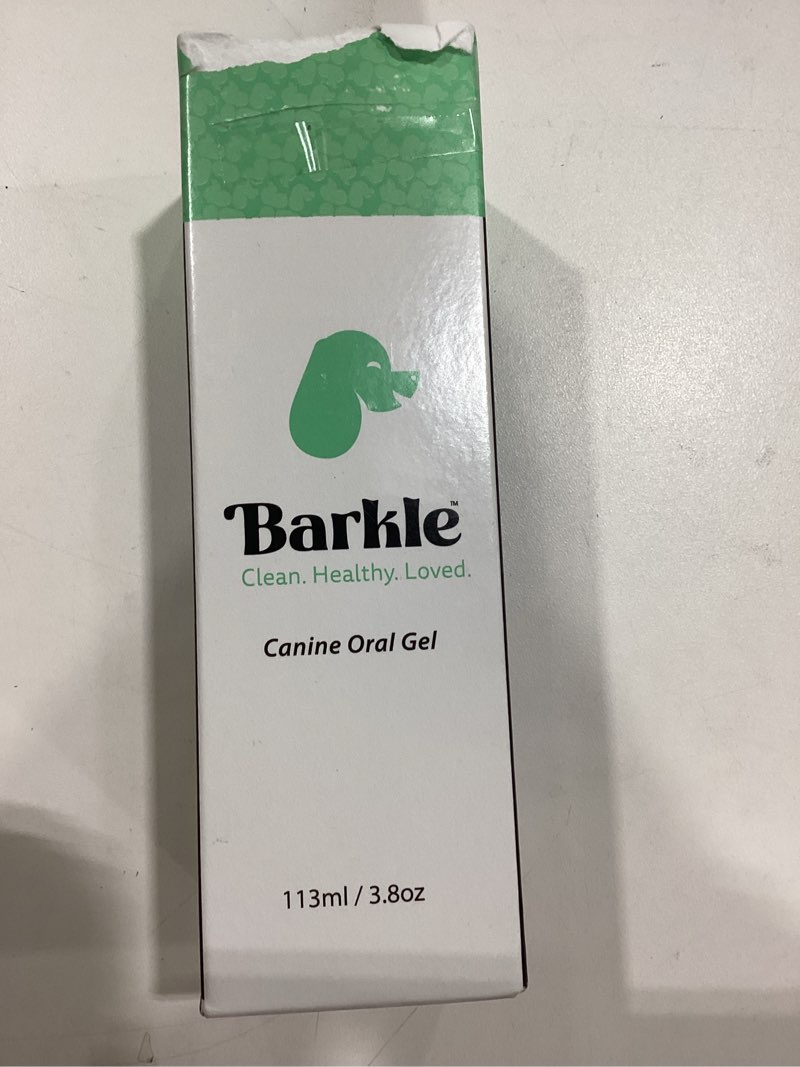 Barkle™
Clean. Healthy. Loved.
Canine Oral Gel
113ml / 3.8oz